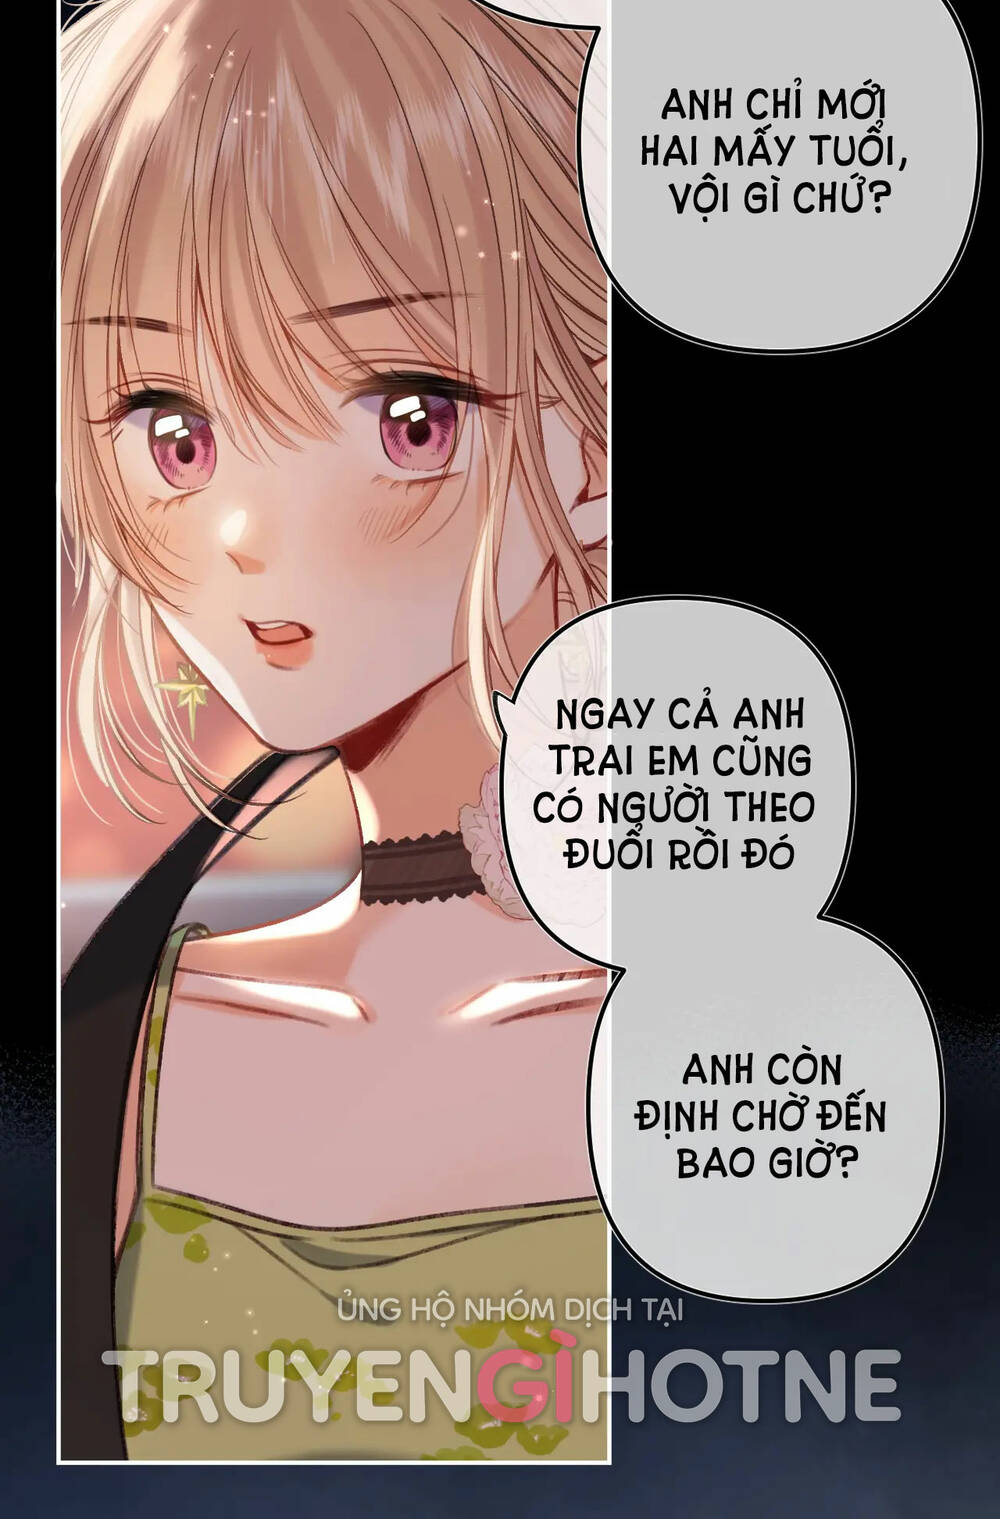 ANH CHỈ MỚI
HAI MẤY TUỔI,
VỘI GÌ CHỨ?
NGAY CẢ ANH
TRAI EM CŨNG
CÓ NGƯỜI THEO
ĐUỔI RỒI ĐÓ
ANH CÒN
ĐỊNH CHỜ ĐẾN
BAO GIỜ?
ỦNG HỘ NHÓM DỊCH TẠI
TRUYENGÌHOTNE